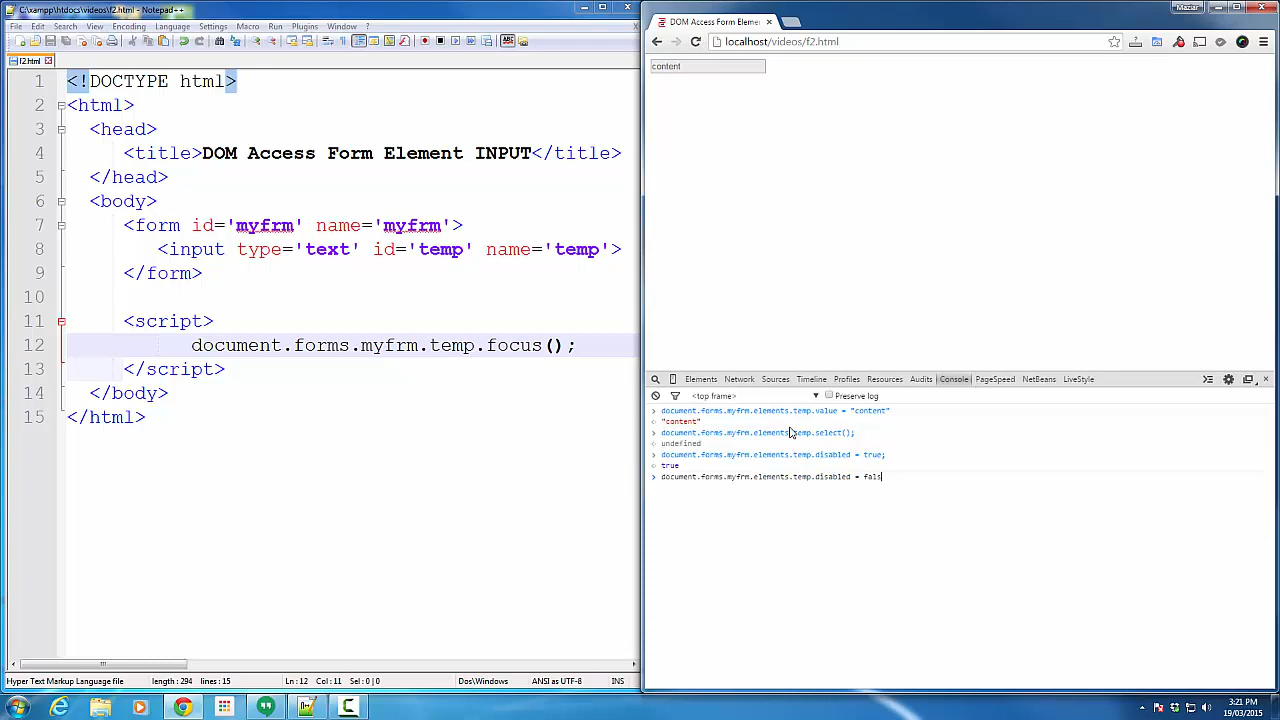 C:\xampp\htdocs\videos\f2.html - Notepad++
File Edit Search View Encoding Language Settings Macro Run Plugins Window ?
f2.html
1 <!DOCTYPE html>
2 <html>
3 <head>
4 <title>DOM Access Form Element INPUT</title>
5 </head>
6 <body>
7 <form id='myfrm' name='myfrm'>
8 <input type='text' id='temp' name='temp'>
9 </form>
10
11 <script>
12 document.forms.myfrm.temp.focus();
13 </script>
14 </body>
15 </html>
Hyper Text Markup Language file length : 294 lines : 15 Ln : 12 Col : 11 Sel : 0 | 0 Dos\Windows ANSI as UTF-8 INS
Maziar
DOM Access Form Eleme
localhost/videos/f2.html
content
Elements Network Sources Timeline Profiles Resources Audits Console PageSpeed NetBeans LiveStyle
<top frame> Preserve log
document.forms.myfrm.elements.temp.value = "content"
"content"
document.forms.myfrm.elements.temp.select();
undefined
document.forms.myfrm.elements.temp.disabled = true;
true
document.forms.myfrm.elements.temp.disabled = fals
3:21 PM
19/03/2015